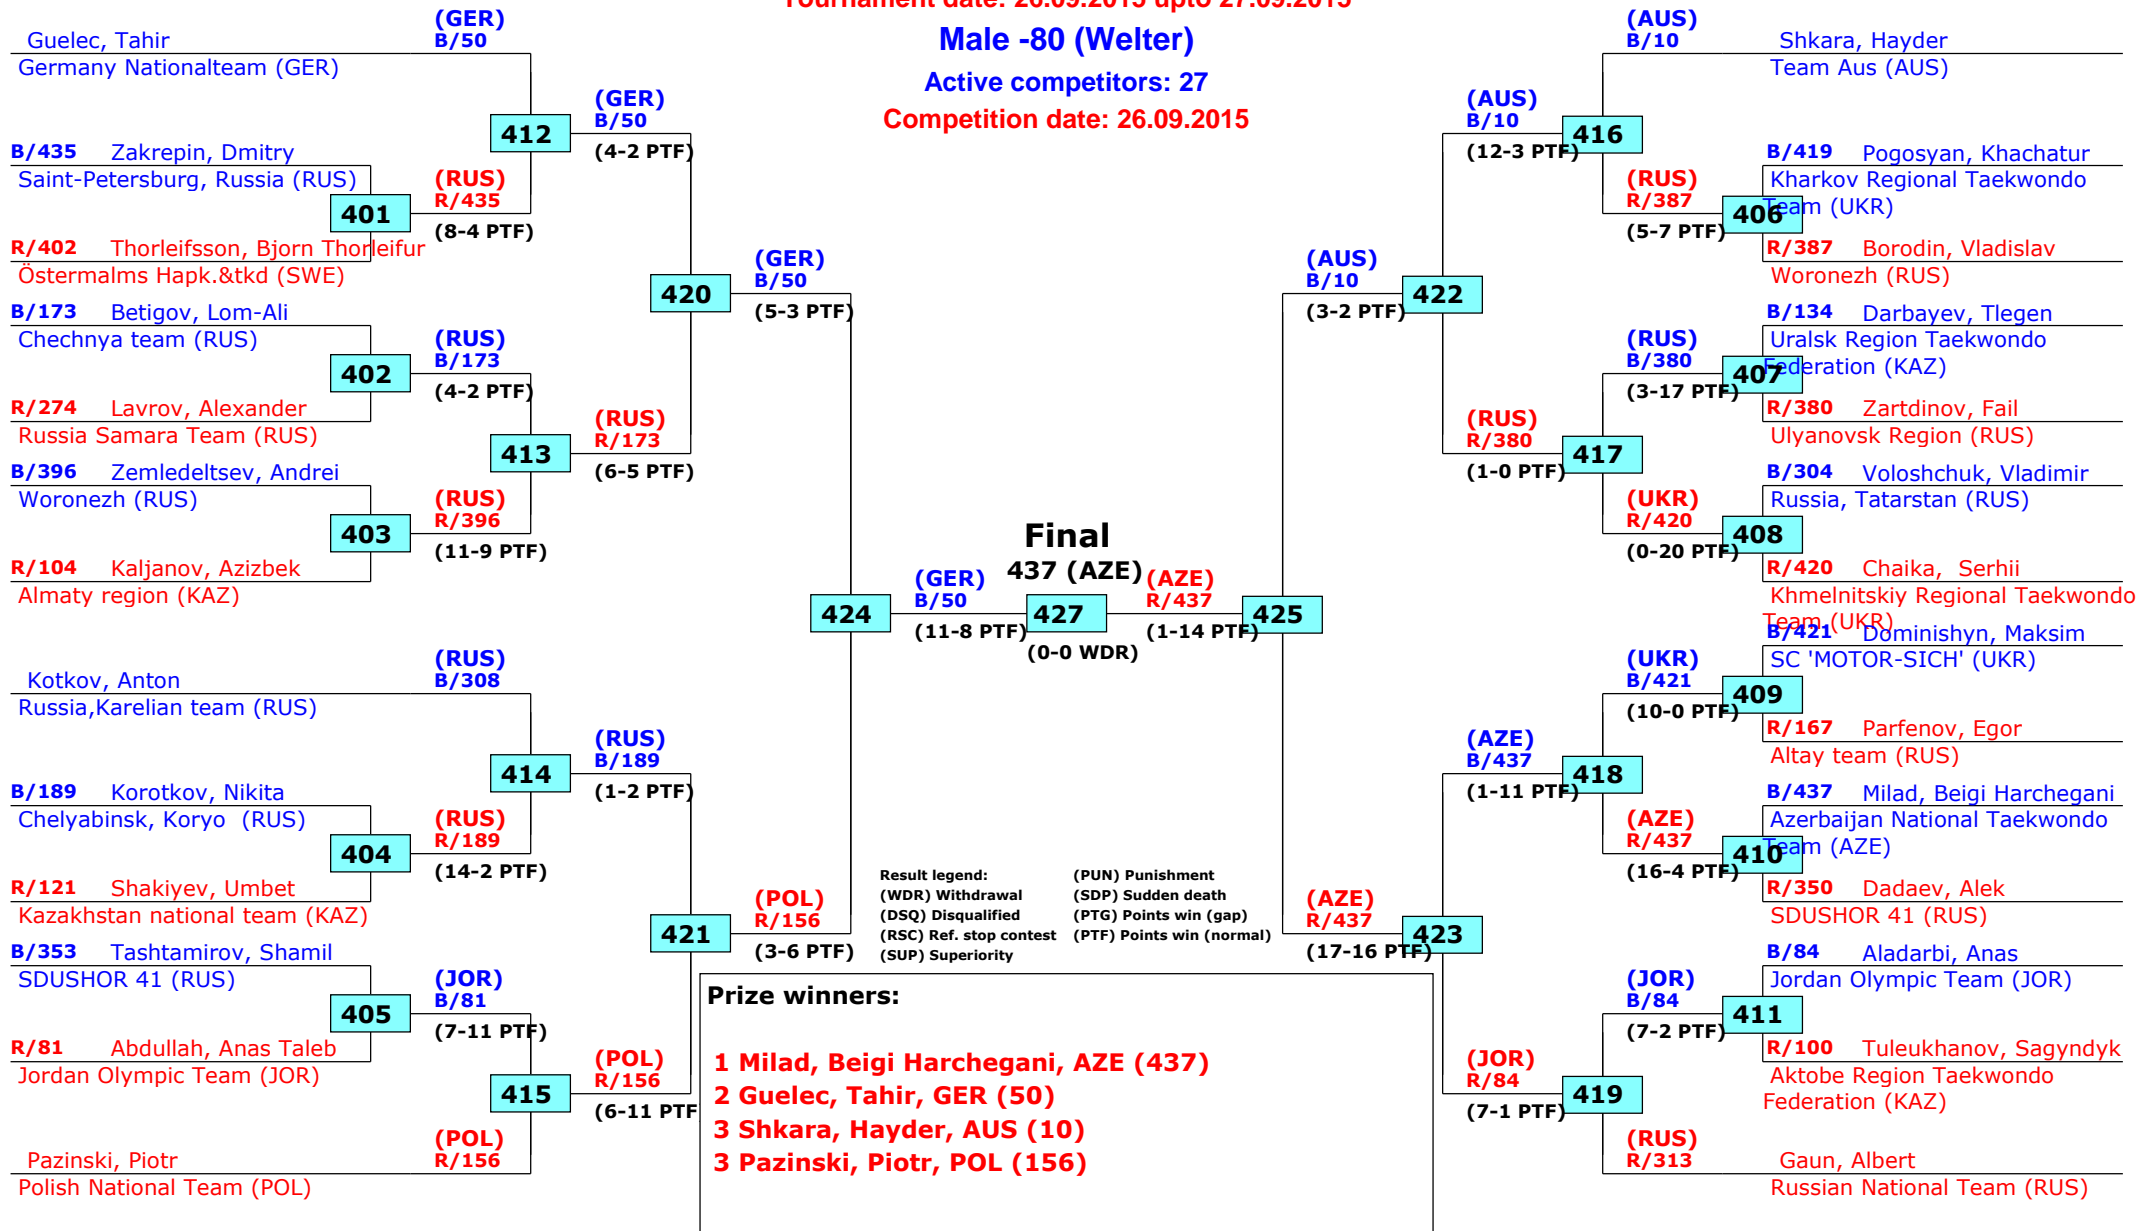 Tournament date: 26.09.2015 upto 27.09.2015
Male -80 (Welter)
Active competitors: 27
Competition date: 26.09.2015
Guelec, Tahir
Germany Nationalteam (GER)
(GER)
B/50
B/435 Zakrepin, Dmitry
Saint-Petersburg, Russia (RUS)
401
R/402 Thorleifsson, Bjorn Thorleifur
Östermalms Hapk.&tkd (SWE)
(RUS)
R/435
(8-4 PTF)
412
(GER)
B/50
(4-2 PTF)
B/173 Betigov, Lom-Ali
Chechnya team (RUS)
402
R/274 Lavrov, Alexander
Russia Samara Team (RUS)
(RUS)
B/173
(4-2 PTF)
B/396 Zemledeltsev, Andrei
Woronezh (RUS)
403
R/104 Kaljanov, Azizbek
Almaty region (KAZ)
(RUS)
R/396
(11-9 PTF)
413
(RUS)
R/173
(6-5 PTF)
420
(GER)
B/50
(5-3 PTF)
Kotkov, Anton
Russia,Karelian team (RUS)
(RUS)
B/308
B/189 Korotkov, Nikita
Chelyabinsk, Koryo (RUS)
404
R/121 Shakiyev, Umbet
Kazakhstan national team (KAZ)
(RUS)
R/189
(14-2 PTF)
414
(RUS)
B/189
(1-2 PTF)
B/353 Tashtamirov, Shamil
SDUSHOR 41 (RUS)
405
R/81 Abdullah, Anas Taleb
Jordan Olympic Team (JOR)
(JOR)
B/81
(7-11 PTF)
415
Pazinski, Piotr
Polish National Team (POL)
(POL)
R/156
(POL)
R/156
(6-11 PTF
421
(POL)
R/156
(3-6 PTF)
424
(GER)
B/50
(11-8 PTF)
Final
437 (AZE)
427
(0-0 WDR)
(AZE)
R/437
(1-14 PTF)
425
(AUS)
B/10
(3-2 PTF)
422
(AUS)
B/10
(12-3 PTF)
416
(AUS)
B/10
Shkara, Hayder
Team Aus (AUS)
(RUS)
R/387
(5-7 PTF)
406
B/419 Pogosyan, Khachatur
Kharkov Regional Taekwondo
Team (UKR)
R/387 Borodin, Vladislav
Woronezh (RUS)
(RUS)
R/380
(1-0 PTF)
417
(RUS)
B/380
(3-17 PTF)
407
B/134 Darbayev, Tlegen
Uralsk Region Taekwondo
Federation (KAZ)
R/380 Zartdinov, Fail
Ulyanovsk Region (RUS)
(UKR)
R/420
(0-20 PTF)
408
B/304 Voloshchuk, Vladimir
Russia, Tatarstan (RUS)
R/420 Chaika, Serhii
Khmelnitskiy Regional Taekwondo
Team (UKR)
(AZE)
R/437
(17-16 PTF)
423
(AZE)
B/437
(1-11 PTF)
418
(UKR)
B/421
(10-0 PTF)
409
B/421 Dominishyn, Maksim
SC 'MOTOR-SICH' (UKR)
R/167 Parfenov, Egor
Altay team (RUS)
(AZE)
R/437
(16-4 PTF)
410
B/437 Milad, Beigi Harchegani
Azerbaijan National Taekwondo
Team (AZE)
R/350 Dadaev, Alek
SDUSHOR 41 (RUS)
(JOR)
R/84
(7-1 PTF)
419
(JOR)
B/84
(7-2 PTF)
411
B/84 Aladarbi, Anas
Jordan Olympic Team (JOR)
R/100 Tuleukhanov, Sagyndyk
Aktobe Region Taekwondo
Federation (KAZ)
(RUS)
R/313
Gaun, Albert
Russian National Team (RUS)
Result legend: (PUN) Punishment
(WDR) Withdrawal (SDP) Sudden death
(DSQ) Disqualified (PTG) Points win (gap)
(RSC) Ref. stop contest (PTF) Points win (normal)
(SUP) Superiority
Prize winners:
1 Milad, Beigi Harchegani, AZE (437)
2 Guelec, Tahir, GER (50)
3 Shkara, Hayder, AUS (10)
3 Pazinski, Piotr, POL (156)